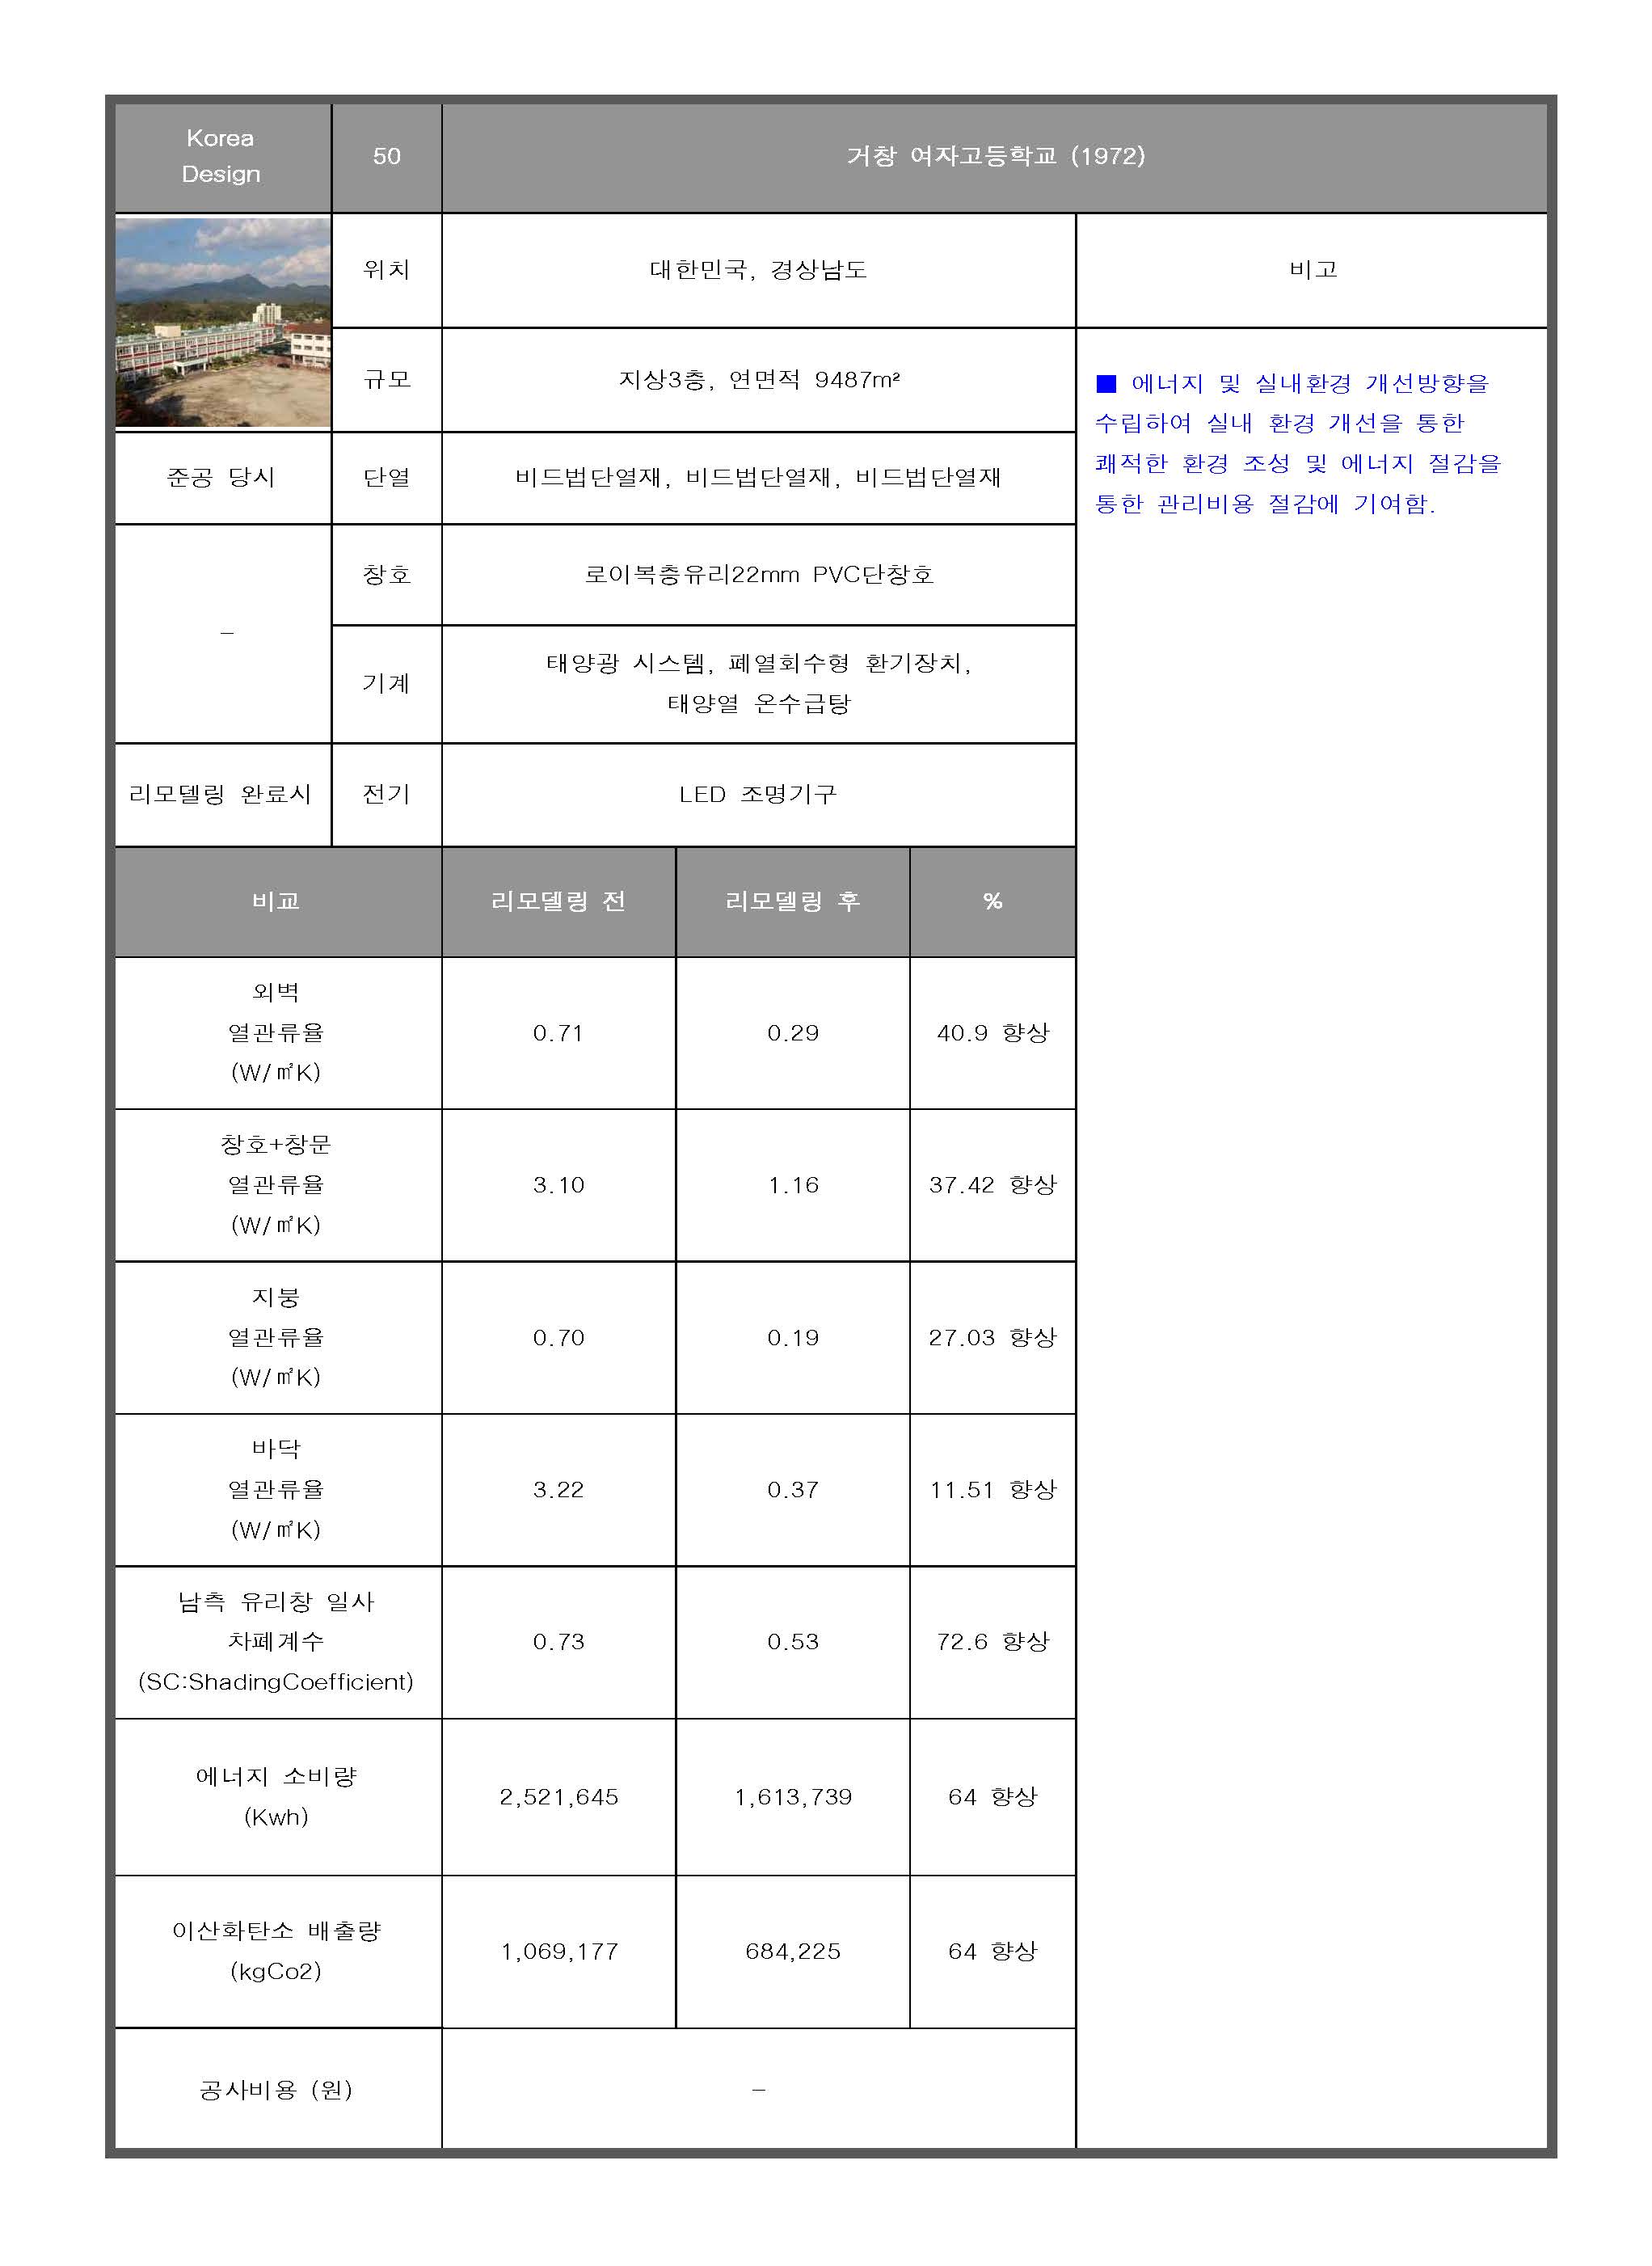 Korea
Design
50
거창 여자고등학교 (1972)
위치
대한민국, 경상남도
비고
규모
지상3층, 연면적 9487m²
■ 에너지 및 실내환경 개선방향을
수립하여 실내 환경 개선을 통한
쾌적한 환경 조성 및 에너지 절감을
통한 관리비용 절감에 기여함.
준공 당시
단열
비드법단열재, 비드법단열재, 비드법단열재
–
창호
로이복층유리22mm PVC단창호
기계
태양광 시스템, 폐열회수형 환기장치,
태양열 온수급탕
리모델링 완료시
전기
LED 조명기구
비교
리모델링 전
리모델링 후
%
외벽
열관류율
(W/㎡K)
0.71
0.29
40.9 향상
창호+창문
열관류율
(W/㎡K)
3.10
1.16
37.42 향상
지붕
열관류율
(W/㎡K)
0.70
0.19
27.03 향상
바닥
열관류율
(W/㎡K)
3.22
0.37
11.51 향상
남측 유리창 일사
차폐계수
(SC:ShadingCoefficient)
0.73
0.53
72.6 향상
에너지 소비량
(Kwh)
2,521,645
1,613,739
64 향상
이산화탄소 배출량
(kgCo2)
1,069,177
684,225
64 향상
공사비용 (원)
–